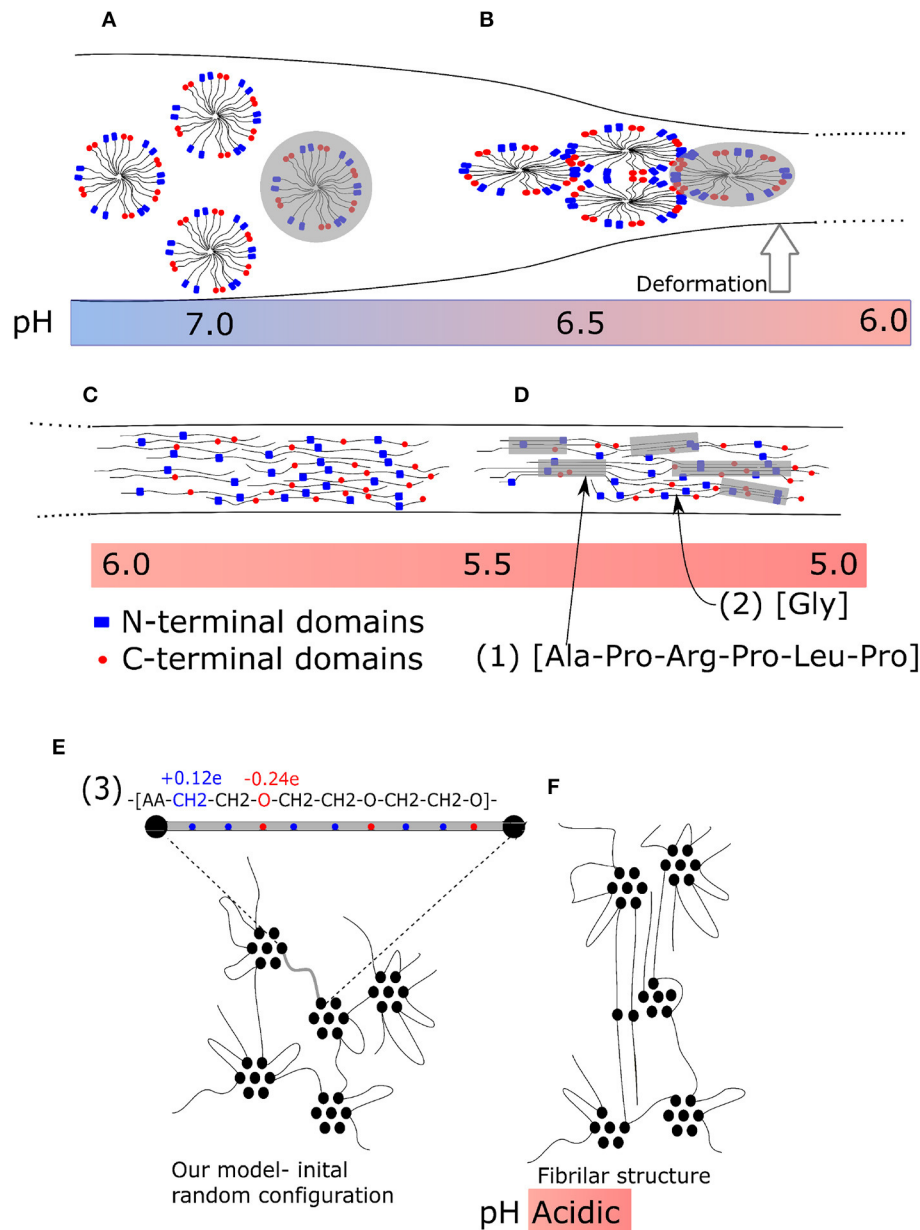 A
B
Deformation
pH
7.0
6.5
6.0
C
D
6.0
5.5
5.0
(2) [Gly]
N-terminal domains
C-terminal domains
(1) [Ala-Pro-Arg-Pro-Leu-Pro]
E
F
+0.12e -0.24e
(3) -[AA-CH2-CH2-O-CH2-CH2-O-CH2-CH2-O]-
Our model- inital
random configuration
Fibrilar structure
pH Acidic